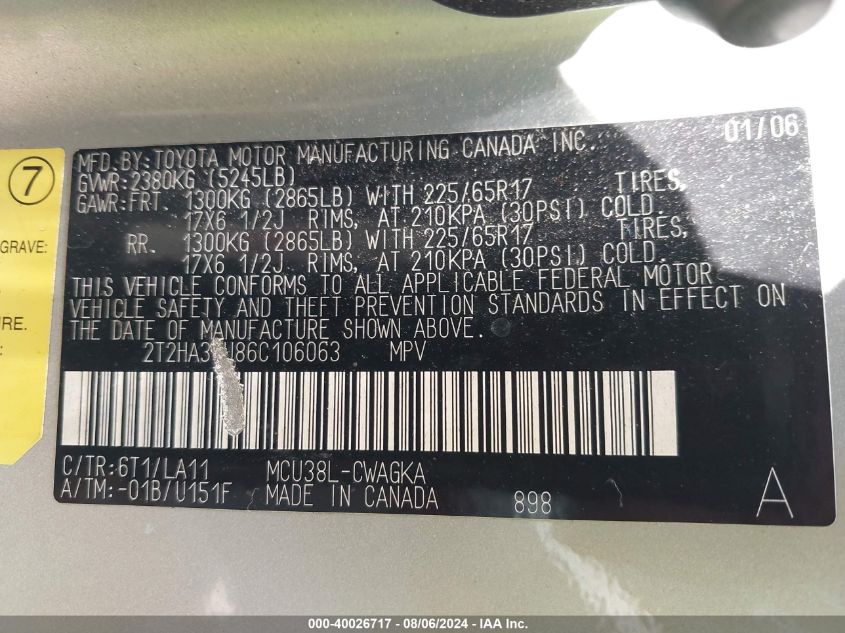 7
GRAVE:
URE.
01/06
MFD.BY:TOYOTA MOTOR MANUFACTURING CANADA INC.
GVWR:2380KG (5245LB)
GAWR:FRT. 1300KG (2865LB) WITH 225/65R17 TIRES,
17X6 1/2J RIMS, AT 210KPA (30PSI) COLD.
RR. 1300KG (2865LB) WITH 225/65R17 TIRES,
17X6 1/2J RIMS, AT 210KPA (30PSI) COLD.
THIS VEHICLE CONFORMS TO ALL APPLICABLE FEDERAL MOTOR
VEHICLE SAFETY AND THEFT PREVENTION STANDARDS IN EFFECT ON
THE DATE OF MANUFACTURE SHOWN ABOVE.
MPV
C/TR:6T1/LA11 MCU38L-CWAGKA
A/TM:-01B/U151F MADE IN CANADA 898 A
000-40026717 - 08/06/2024 - IAA Inc.